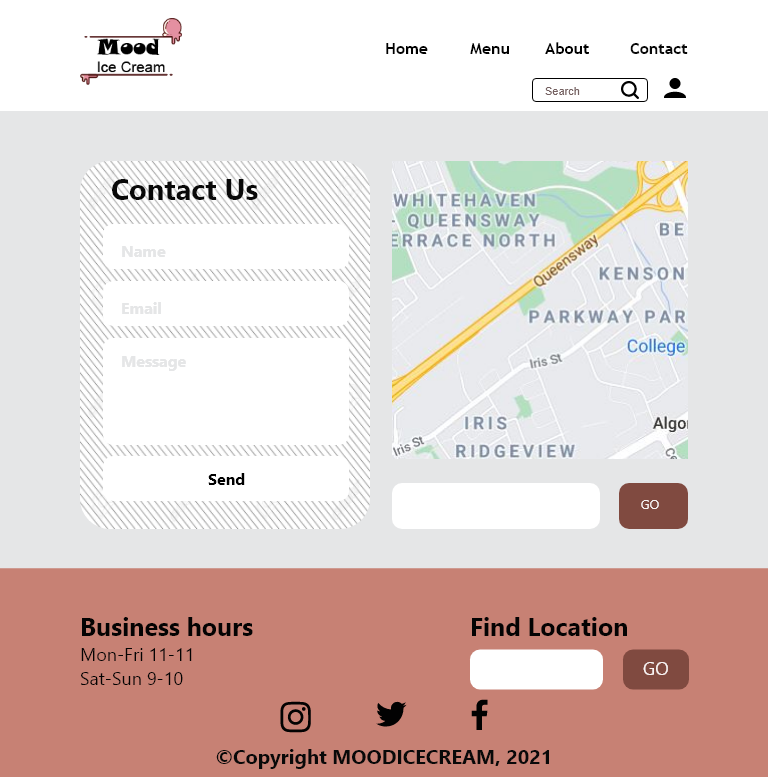 Mood
Ice Cream
Home Menu About Contact
Search
Contact Us
Name
Email
Message
Send
WHITEHAVEN
QUEENSWAY
ERRACE NORTH
BE
Queensway
KENSON
PARKWAY PAR
College
Iris St
IRIS
Algo
Iris St
RIDGEVIEW
GO
Business hours
Mon-Fri 11-11
Sat-Sun 9-10
Find Location
GO
©Copyright MOODICECREAM, 2021